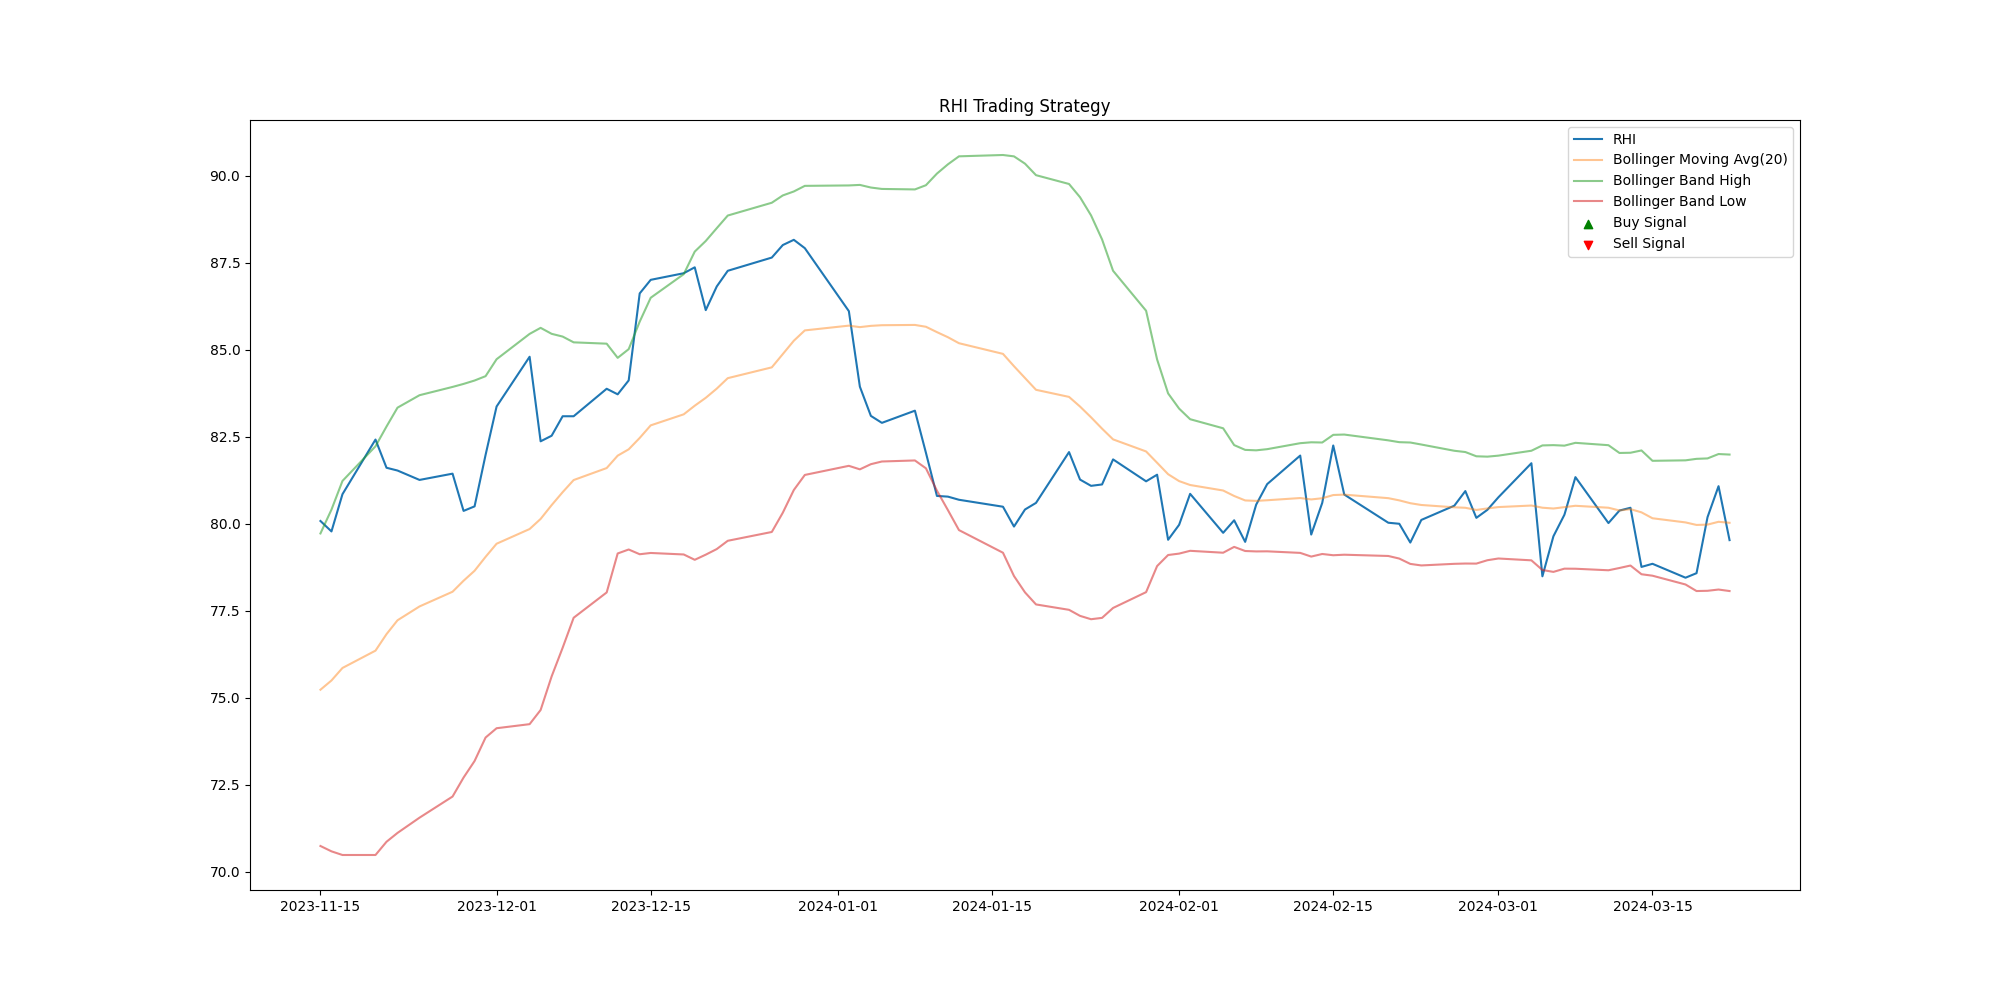 RHI Trading Strategy
RHI
Bollinger Moving Avg(20)
Bollinger Band High
Bollinger Band Low
Buy Signal
Sell Signal
90.0
87.5
85.0
82.5
80.0
77.5
75.0
72.5
70.0
2023-11-15 2023-12-01 2023-12-15 2024-01-01 2024-01-15 2024-02-01 2024-02-15 2024-03-01 2024-03-15